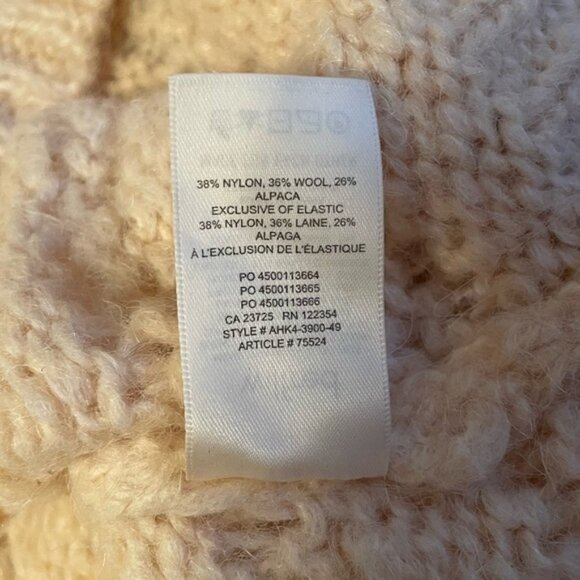 38% NYLON, 36% WOOL, 26%
ALPACA
EXCLUSIVE OF ELASTIC
38% NYLON, 36% LAINE, 26%
ALPAGA
À L'EXCLUSION DE L'ÉLASTIQUE
PO 4500113664
PO 4500113665
PO 4500113666
CA 23725 RN 122354
STYLE # AHK4-3900-49
ARTICLE # 75524